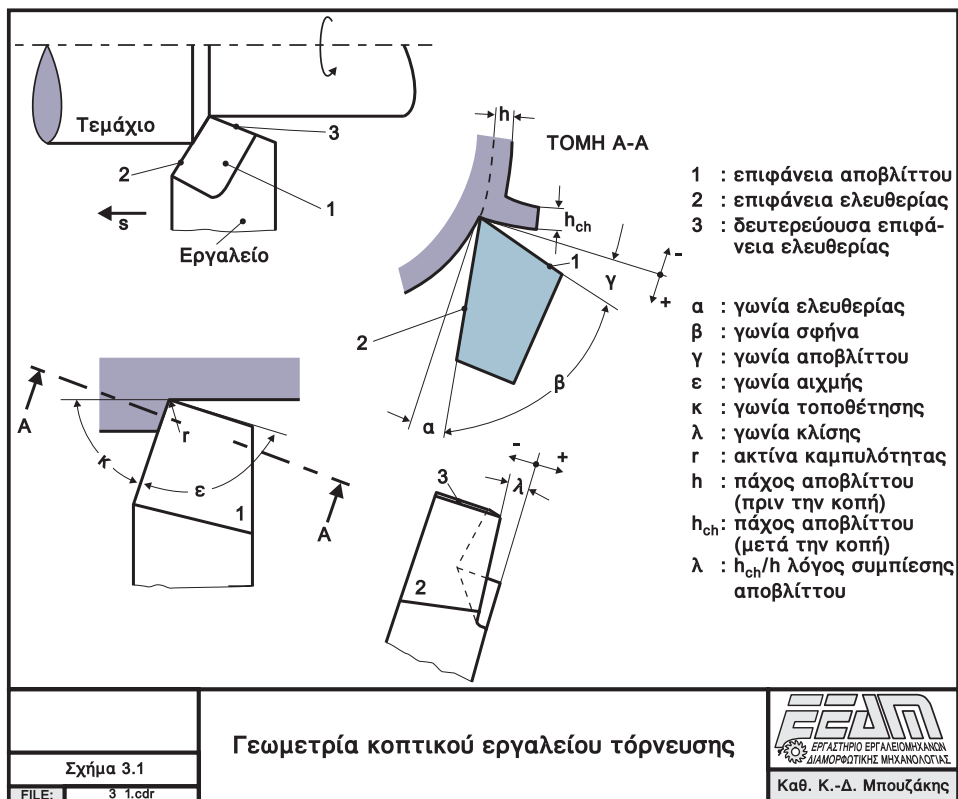 Τεμάχιο
3
2
1
s
Εργαλείο
h
ΤΟΜΗ Α-Α
h_ch
1
γ
-
+
2
β
α
A
r
κ
ε
1
A
-
+
3
λ
2
1 : επιφάνεια αποβλίττου
2 : επιφάνεια ελευθερίας
3 : δευτερεύουσα επιφά-
νεια ελευθερίας
α : γωνία ελευθερίας
β : γωνία σφήνα
γ : γωνία αποβλίττου
ε : γωνία αιχμής
κ : γωνία τοποθέτησης
λ : γωνία κλίσης
r : ακτίνα καμπυλότητας
h : πάχος αποβλίττου
(πριν την κοπή)
h_ch: πάχος αποβλίττου
(μετά την κοπή)
λ : h_ch/h λόγος συμπίεσης
αποβλίττου
Σχήμα 3.1
FILE: 3_1.cdr
Γεωμετρία κοπτικού εργαλείου τόρνευσης
ΕΕΔΜ
ΕΡΓΑΣΤΗΡΙΟ ΕΡΓΑΛΕΙΟΜΗΧΑΝΩΝ
ΔΙΑΜΟΡΦΩΤΙΚΗΣ ΜΗΧΑΝΟΛΟΓΙΑΣ
Καθ. Κ.-Δ. Μπουζάκης